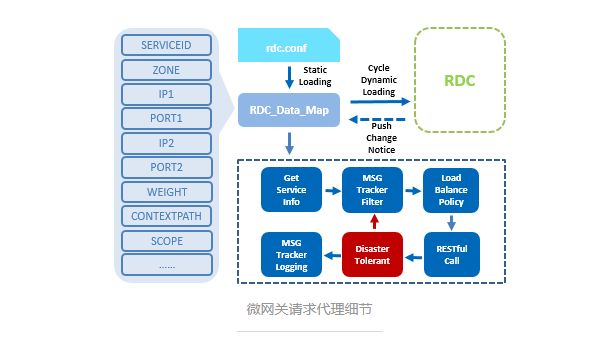 SERVICEID
ZONE
IP1
PORT1
IP2
PORT2
WEIGHT
CONTEXTPATH
SCOPE
......
rdc.conf
Static
Loading
RDC_Data_Map
Cycle
Dynamic
Loading
Push
Change
Notice
RDC
Get
Service
Info
MSG
Tracker
Filter
Load
Balance
Policy
MSG
Tracker
Logging
Disaster
Tolerant
RESTful
Call
微网关请求代理细节